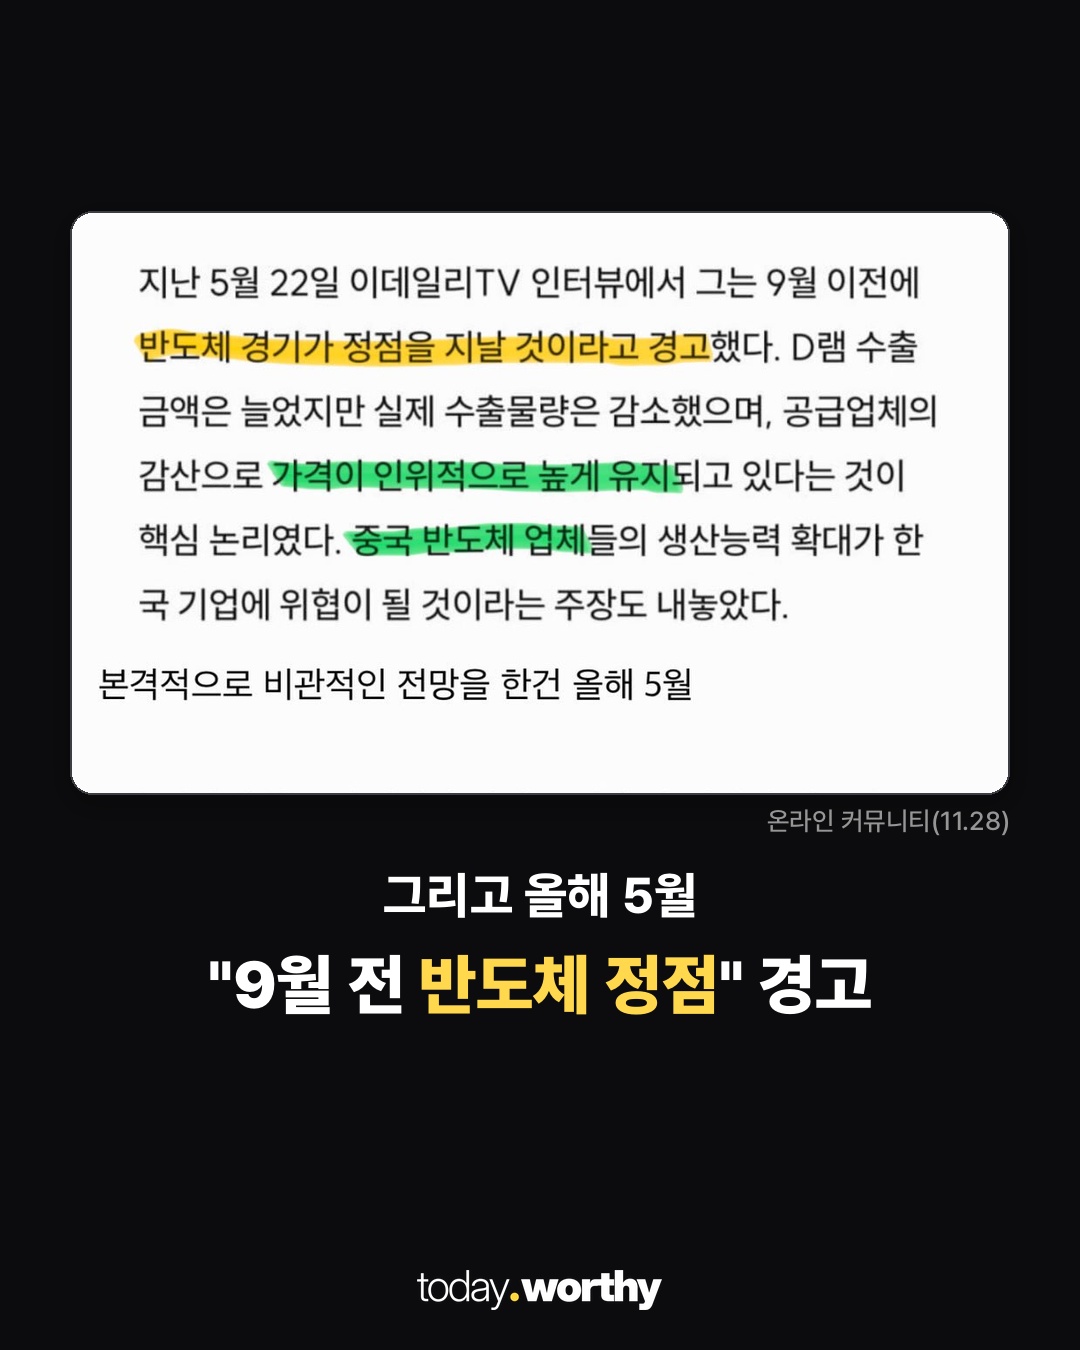 지난 5월 22일 이데일리TV 인터뷰에서 그는 9월 이전에
반도체 경기가 정점을 지날 것이라고 경고했다. D램 수출
금액은 늘었지만 실제 수출물량은 감소했으며, 공급업체의
감산으로 가격이 인위적으로 높게 유지되고 있다는 것이
핵심 논리였다. 중국 반도체 업체들의 생산능력 확대가 한
국 기업에 위협이 될 것이라는 주장도 내놓았다.
본격적으로 비관적인 전망을 한건 올해 5월
온라인 커뮤니티(11.28)
그리고 올해 5월
"9월 전 반도체 정점" 경고
today.worthy